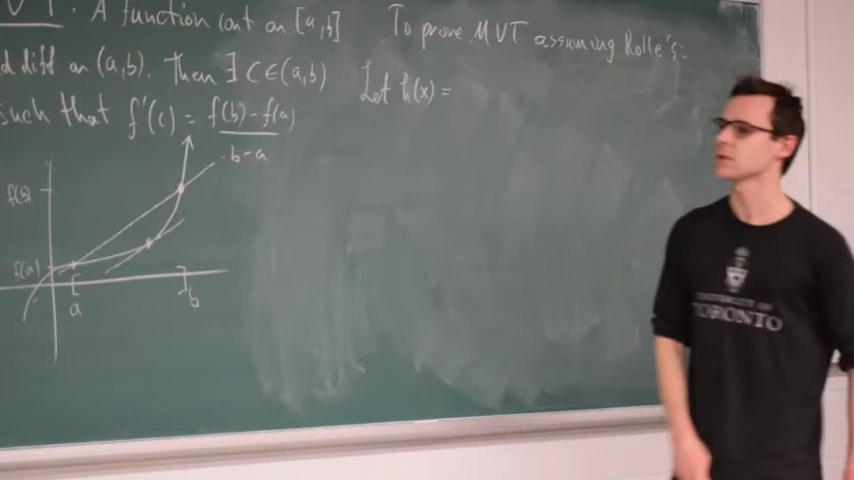 MVT. A function cont on [a,b]
d diff on (a,b). Then ∃ c∈(a,b)
such that f'(c) = f(b)-f(a)
b-a
f(b)
f(a)
a
b
To prove MVT assuming Rolle's:
Let h(x) =
UNIVERSITY OF
TORONTO